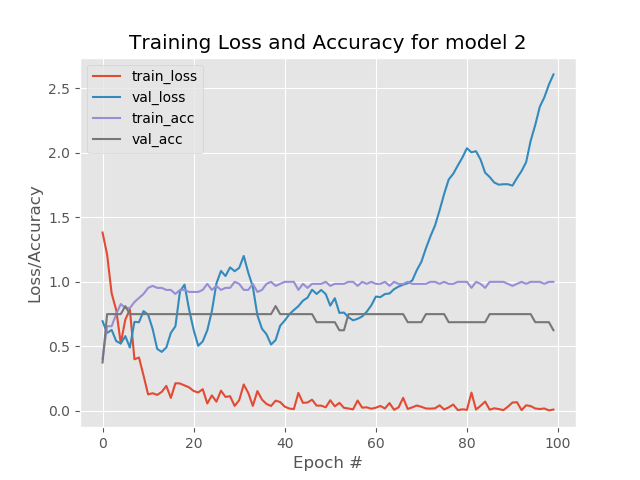 Training Loss and Accuracy for model 2
train_loss
val_loss
train_acc
val_acc
2.5
2.0
1.5
1.0
0.5
0.0
Loss/Accuracy
0 20 40 60 80 100
Epoch #